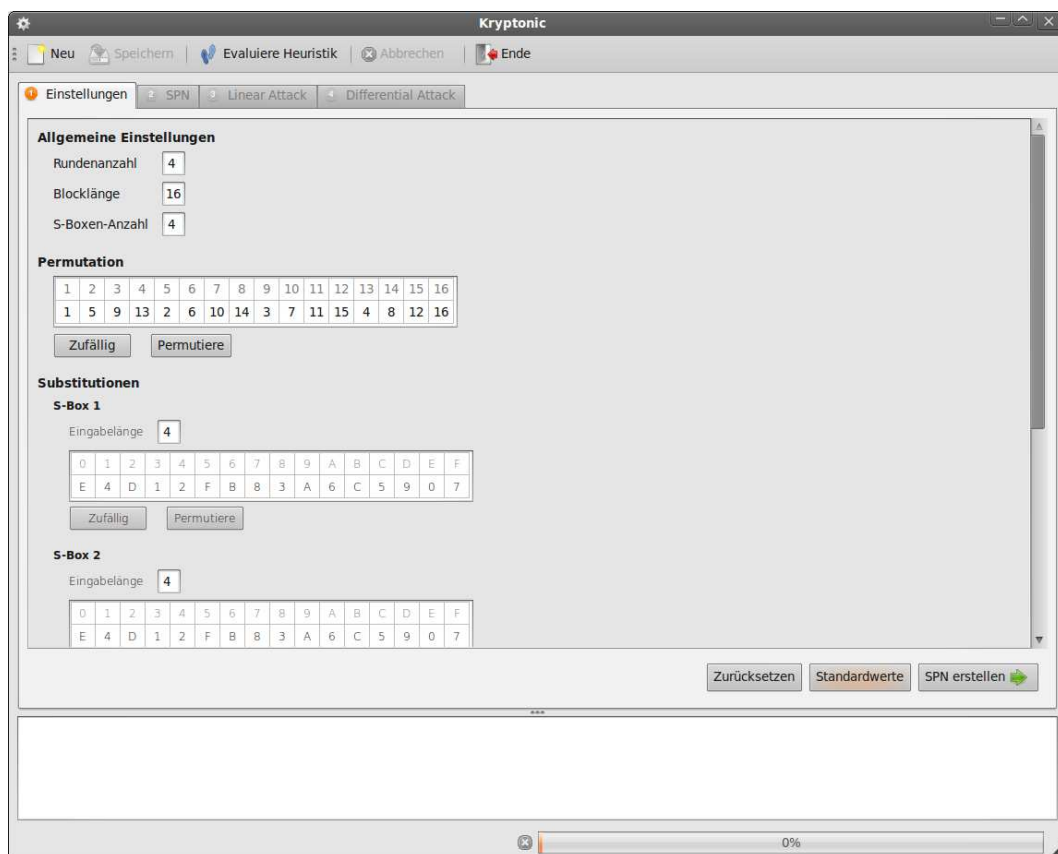 Kryptonic
Neu Speichern Evaluiere Heuristik Abbrechen Ende
1 Einstellungen 2 SPN 3 Linear Attack 4 Differential Attack
Allgemeine Einstellungen
Rundenanzahl 4
Blocklänge 16
S-Boxen-Anzahl 4
Permutation
1 2 3 4 5 6 7 8 9 10 11 12 13 14 15 16
1 5 9 13 2 6 10 14 3 7 11 15 4 8 12 16
Zufällig Permutiere
Substitutionen
S-Box 1
Eingabelänge 4
0 1 2 3 4 5 6 7 8 9 A B C D E F
E 4 D 1 2 F B 8 3 A 6 C 5 9 0 7
Zufällig Permutiere
S-Box 2
Eingabelänge 4
0 1 2 3 4 5 6 7 8 9 A B C D E F
E 4 D 1 2 F B 8 3 A 6 C 5 9 0 7
Zurücksetzen Standardwerte SPN erstellen
0%